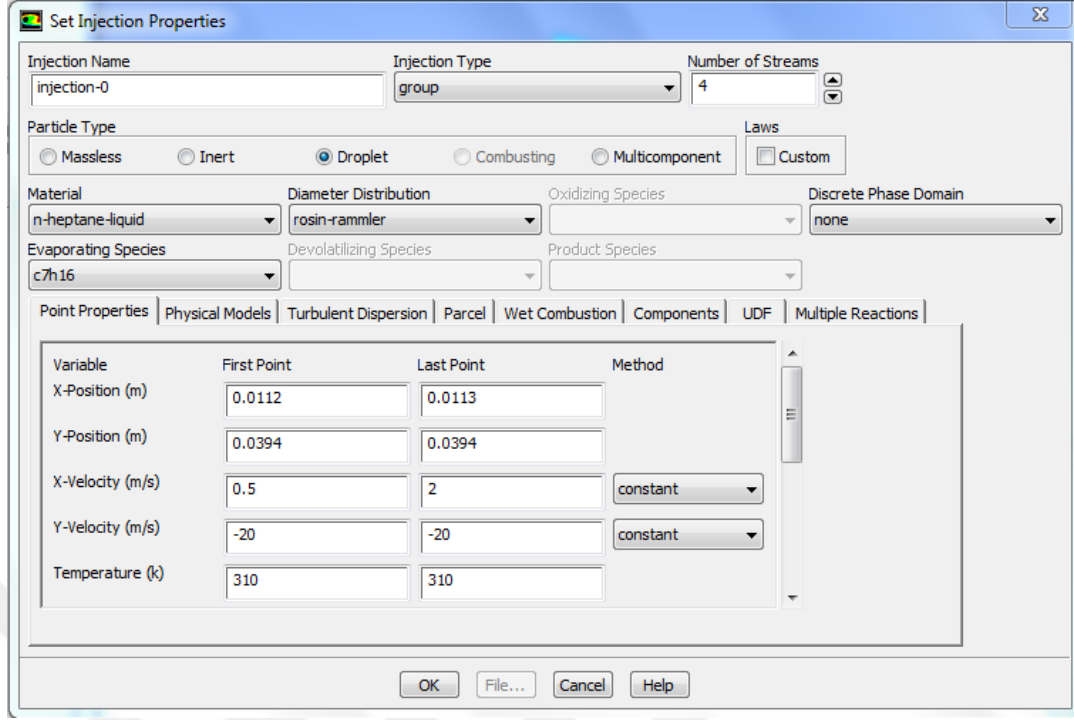 Set Injection Properties
Injection Name Injection Type Number of Streams
injection-0 group 4
Particle Type Laws
Massless Inert Droplet Combusting Multicomponent Custom
Material Diameter Distribution Oxidizing Species Discrete Phase Domain
n-heptane-liquid rosin-rammler none
Evaporating Species Devolatilizing Species Product Species
c7h16
Point Properties Physical Models Turbulent Dispersion Parcel Wet Combustion Components UDF Multiple Reactions
Variable First Point Last Point Method
X-Position (m) 0.0112 0.0113
Y-Position (m) 0.0394 0.0394
X-Velocity (m/s) 0.5 2 constant
Y-Velocity (m/s) -20 -20 constant
Temperature (k) 310 310
OK File... Cancel Help